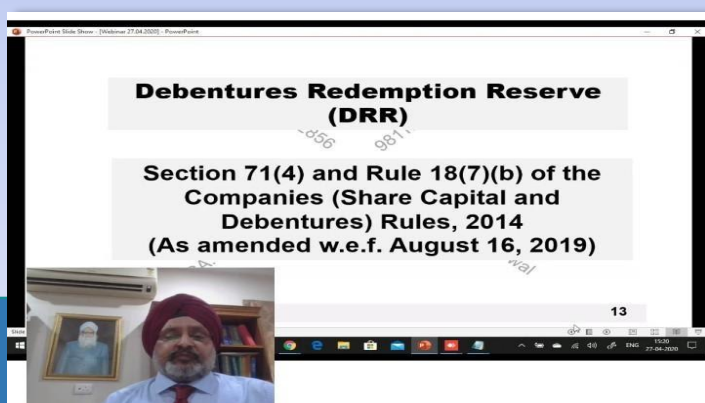 PowerPoint Slide Show - [Webinar 27.04.2020] - PowerPoint
Debentures Redemption Reserve
(DRR)
Section 71(4) and Rule 18(7)(b) of the
Companies (Share Capital and
Debentures) Rules, 2014
(As amended w.e.f. August 16, 2019)
13
ENG
15:20
27-04-2020